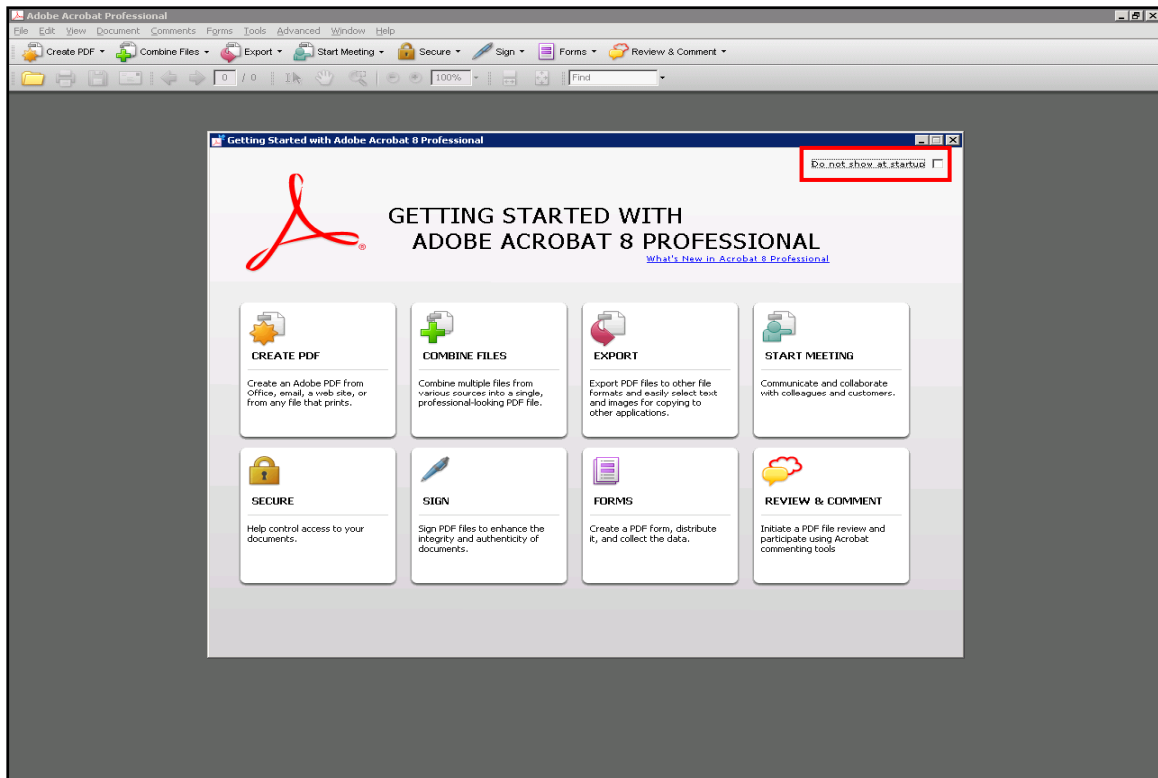 Adobe Acrobat Professional
File Edit View Document Comments Forms Tools Advanced Window Help
Create PDF Combine Files Export Start Meeting Secure Sign Forms Review & Comment
0 / 0 100% Find
Getting Started with Adobe Acrobat 8 Professional
Do not show at startup
GETTING STARTED WITH
ADOBE ACROBAT 8 PROFESSIONAL
What's New in Acrobat 8 Professional
CREATE PDF
Create an Adobe PDF from
Office, email, a web site, or
from any file that prints.
COMBINE FILES
Combine multiple files from
various sources into a single,
professional-looking PDF file.
EXPORT
Export PDF files to other file
formats and easily select text
and images for copying to
other applications.
START MEETING
Communicate and collaborate
with colleagues and customers.
SECURE
Help control access to your
documents.
SIGN
Sign PDF files to enhance the
integrity and authenticity of
documents.
FORMS
Create a PDF form, distribute
it, and collect the data.
REVIEW & COMMENT
Initiate a PDF file review and
participate using Acrobat
commenting tools